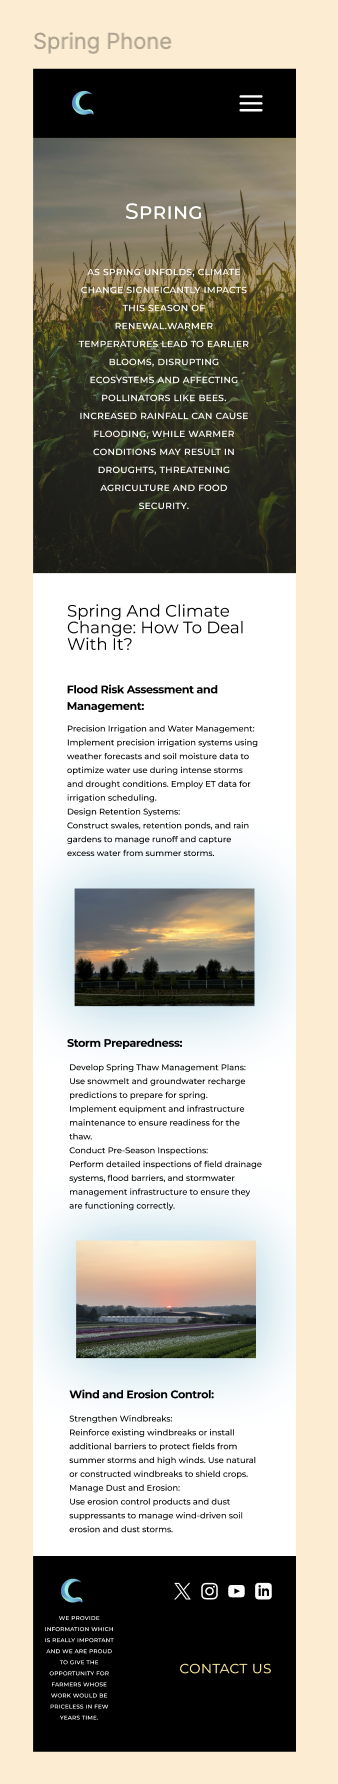 Spring Phone
SPRING
AS SPRING UNFOLDS, CLIMATE
CHANGE SIGNIFICANTLY IMPACTS
THIS SEASON OF
RENEWAL.WARMER
TEMPERATURES LEAD TO EARLIER
BLOOMS, DISRUPTING
ECOSYSTEMS AND AFFECTING
POLLINATORS LIKE BEES.
INCREASED RAINFALL CAN CAUSE
FLOODING, WHILE WARMER
CONDITIONS MAY RESULT IN
DROUGHTS, THREATENING
AGRICULTURE AND FOOD
SECURITY.
Spring And Climate
Change: How To Deal
With It?
Flood Risk Assessment and
Management:
Precision Irrigation and Water Management:
Implement precision irrigation systems using
weather forecasts and soil moisture data to
optimize water use during intense storms
and drought conditions. Employ ET data for
irrigation scheduling.
Design Retention Systems:
Construct swales, retention ponds, and rain
gardens to manage runoff and capture
excess water from summer storms.
Storm Preparedness:
Develop Spring Thaw Management Plans:
Use snowmelt and groundwater recharge
predictions to prepare for spring.
Implement equipment and infrastructure
maintenance to ensure readiness for the
thaw.
Conduct Pre-Season Inspections:
Perform detailed inspections of field drainage
systems, flood barriers, and stormwater
management infrastructure to ensure they
are functioning correctly.
Wind and Erosion Control:
Strengthen Windbreaks:
Reinforce existing windbreaks or install
additional barriers to protect fields from
summer storms and high winds. Use natural
or constructed windbreaks to shield crops.
Manage Dust and Erosion:
Use erosion control products and dust
suppressants to manage wind-driven soil
erosion and dust storms.
WE PROVIDE
INFORMATION WHICH
IS REALLY IMPORTANT
AND WE ARE PROUD
TO GIVE THE
OPPORTUNITY FOR
FARMERS WHOSE
WORK WOULD BE
PRICELESS IN FEW
YEARS TIME.
CONTACT US